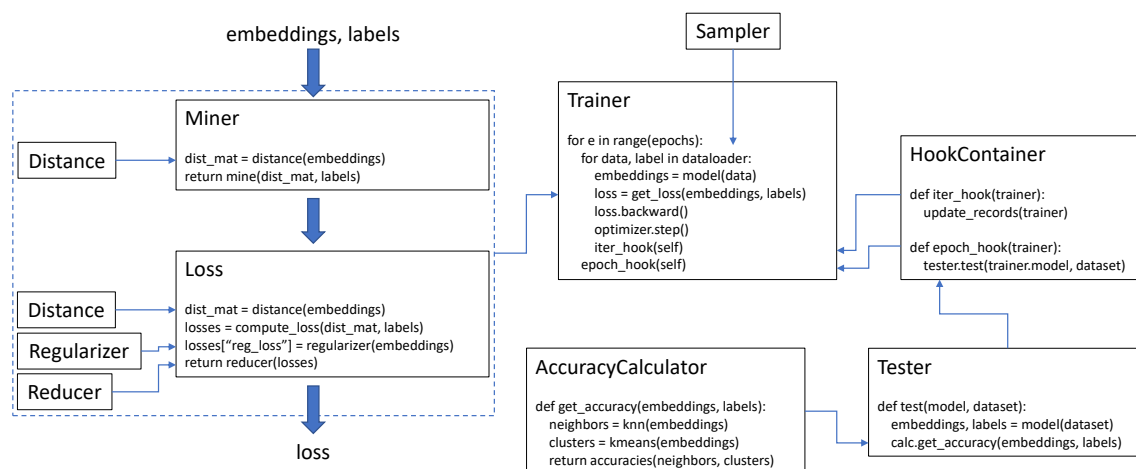 embeddings, labels
Miner
dist_mat = distance(embeddings)
return mine(dist_mat, labels)
Distance
Loss
dist_mat = distance(embeddings)
losses = compute_loss(dist_mat, labels)
losses[“reg_loss”] = regularizer(embeddings)
return reducer(losses)
Distance
Regularizer
Reducer
loss
Sampler
Trainer
for e in range(epochs):
for data, label in dataloader:
embeddings = model(data)
loss = get_loss(embeddings, labels)
loss.backward()
optimizer.step()
iter_hook(self)
epoch_hook(self)
HookContainer
def iter_hook(trainer):
update_records(trainer)
def epoch_hook(trainer):
tester.test(trainer.model, dataset)
AccuracyCalculator
def get_accuracy(embeddings, labels):
neighbors = knn(embeddings)
clusters = kmeans(embeddings)
return accuracies(neighbors, clusters)
Tester
def test(model, dataset):
embeddings, labels = model(dataset)
calc.get_accuracy(embeddings, labels)